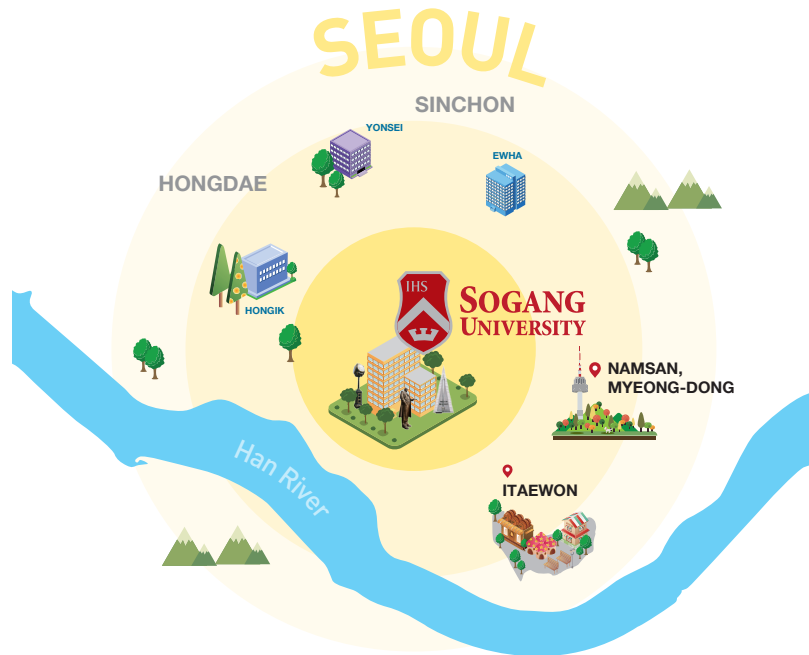 SEOUL
SINCHON
YONSEI
EWHA
HONGDAE
HONGIK
IHS
SOGANG
UNIVERSITY
NAMSAN,
MYEONG-DONG
Han River
ITAEWON